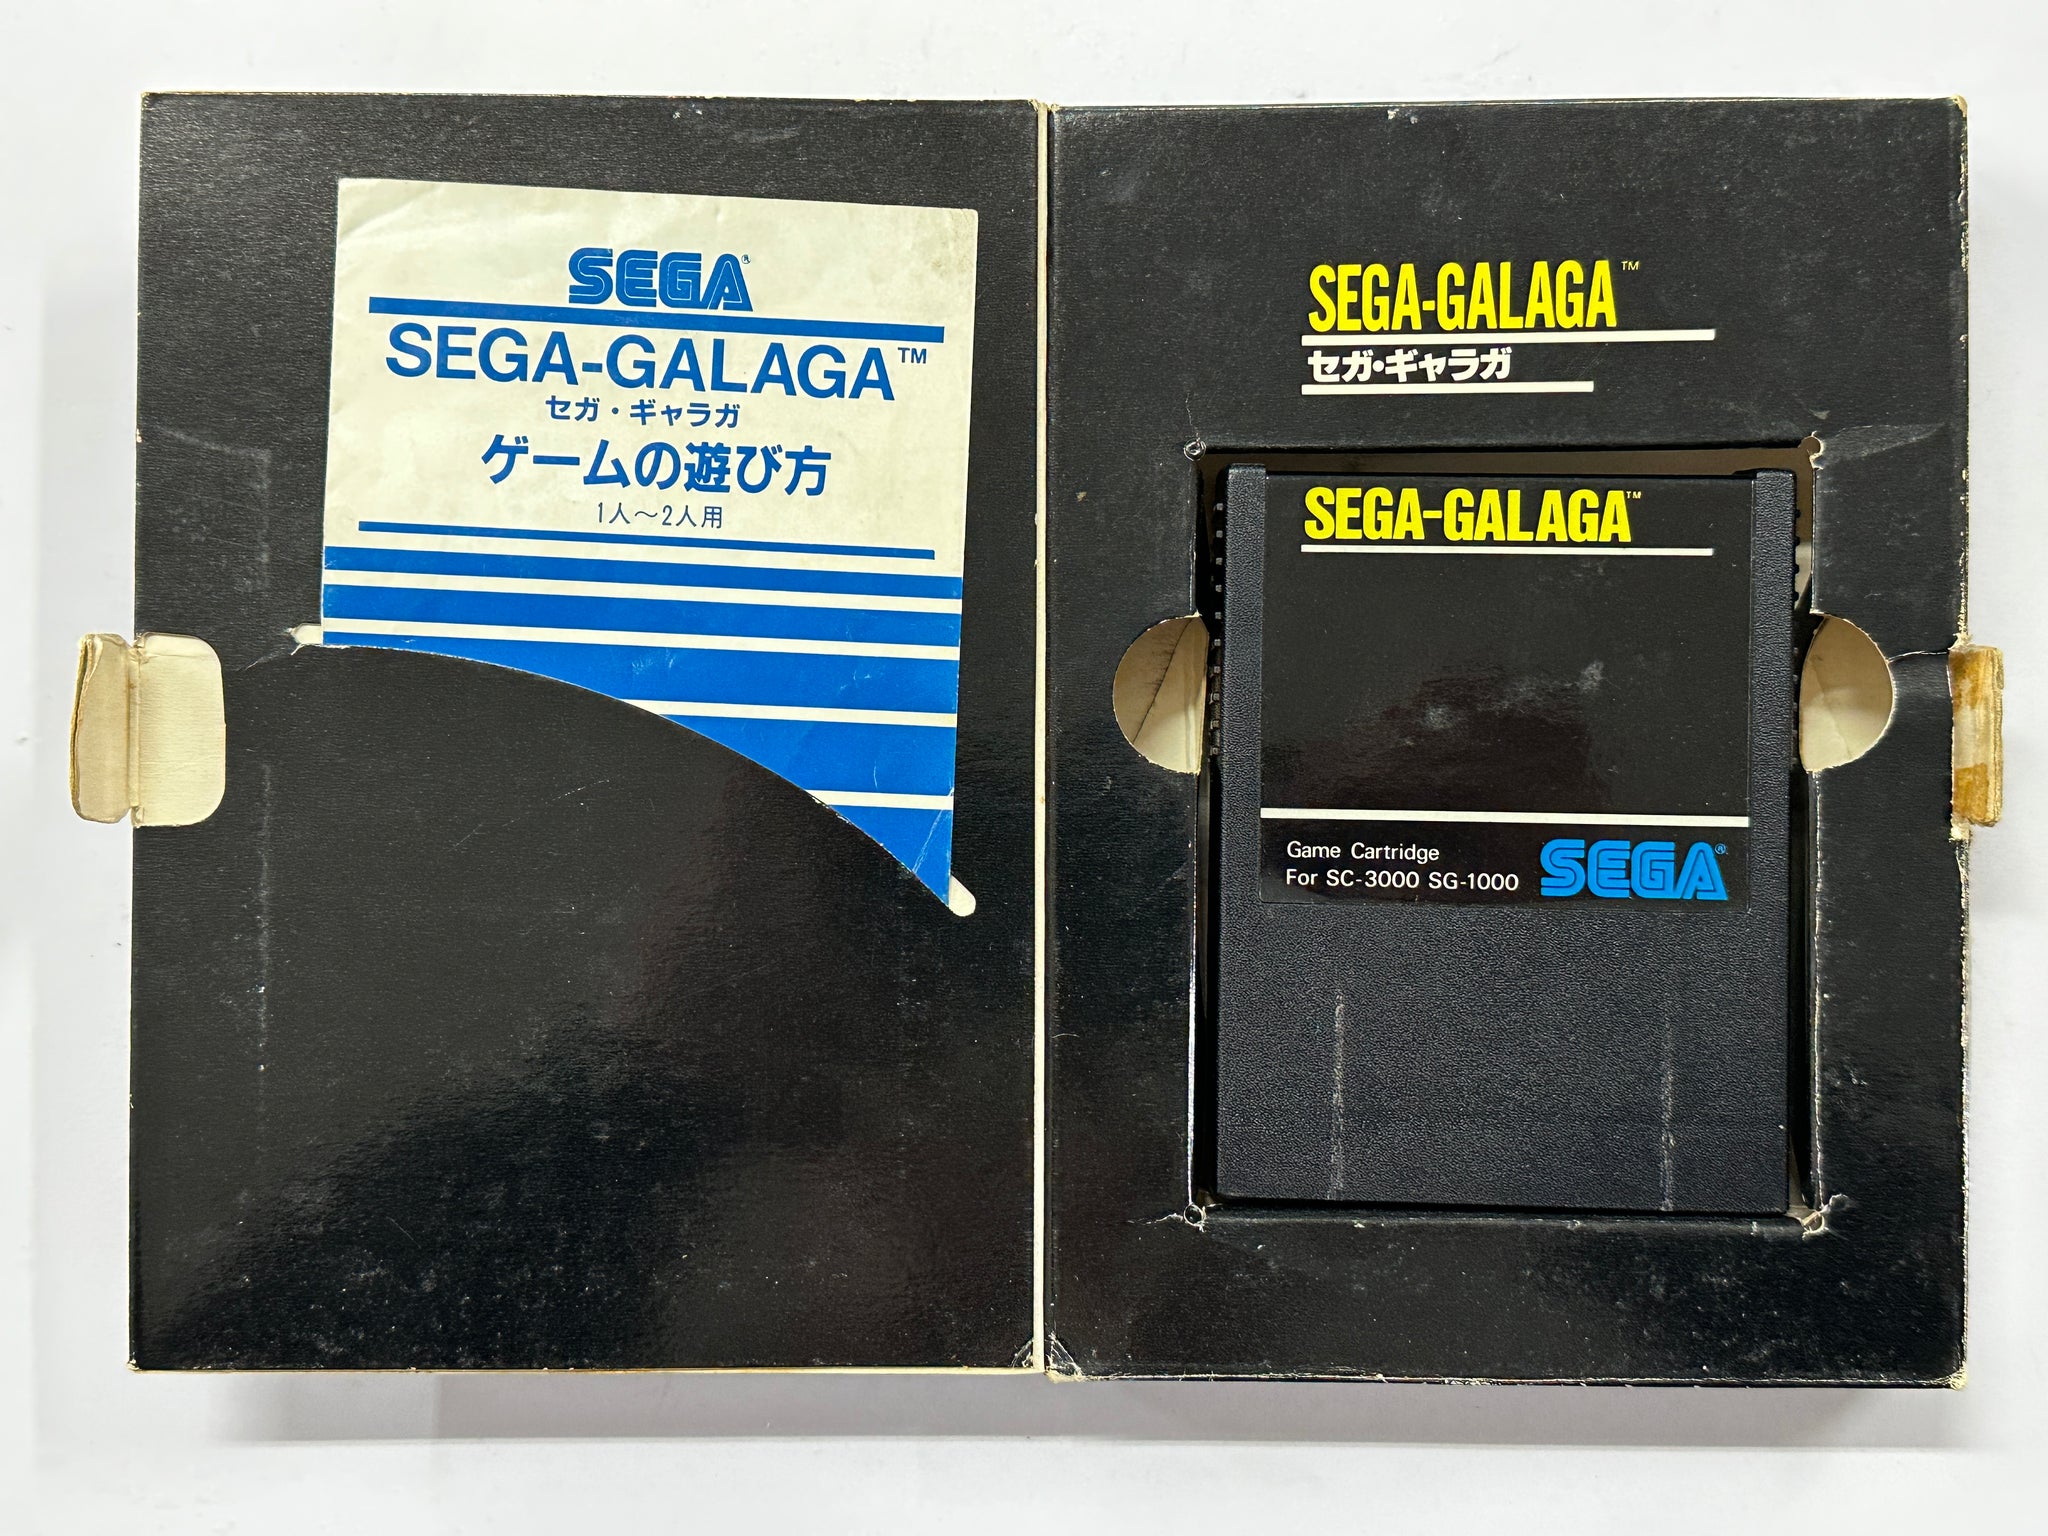 SEGA®
SEGA-GALAGA™
セガ・ギャラガ
ゲームの遊び方
1人〜2人用
SEGA-GALAGA™
セガ・ギャラガ
SEGA-GALAGA™
Game Cartridge
For SC-3000 SG-1000
SEGA®